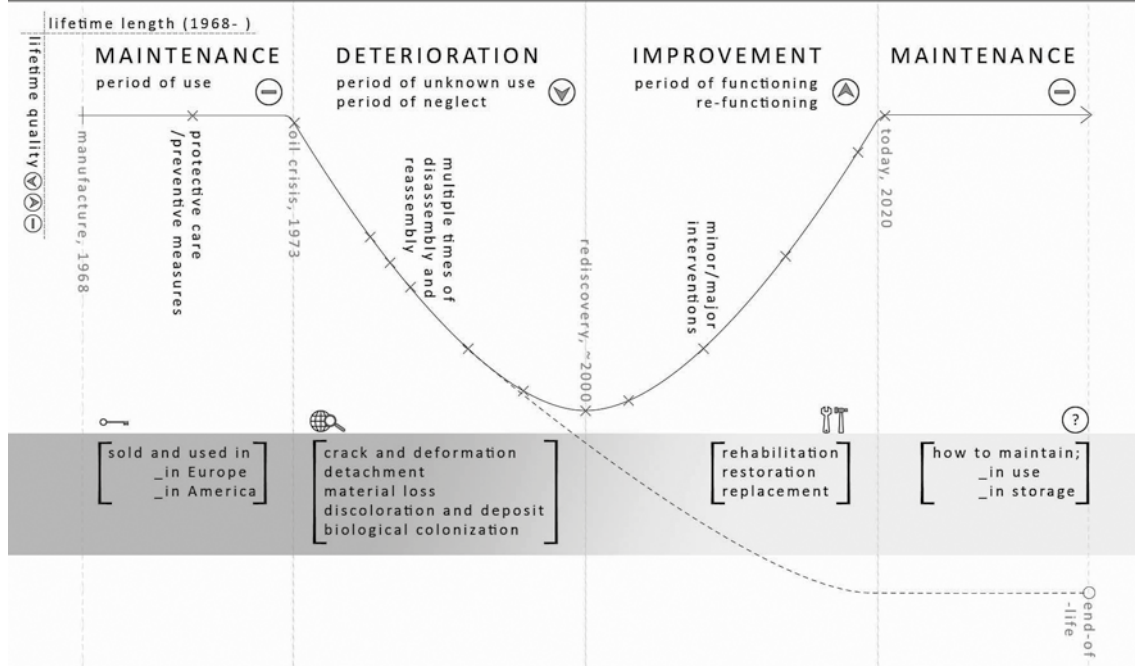 lifetime length (1968- )
lifetime quality
MAINTENANCE
period of use
DETERIORATION
period of unknown use
period of neglect
IMPROVEMENT
period of functioning
re-functioning
MAINTENANCE
manufacture, 1968
protective care
/preventive measures
oil crisis, 1973
multiple times of
disassembly and
reassembly
rediscovery, ~2000
minor/major
interventions
today, 2020
sold and used in
_in Europe
_in America
crack and deformation
detachment
material loss
discoloration and deposit
biological colonization
rehabilitation
restoration
replacement
?
how to maintain;
_in use
_in storage
end-of
-life